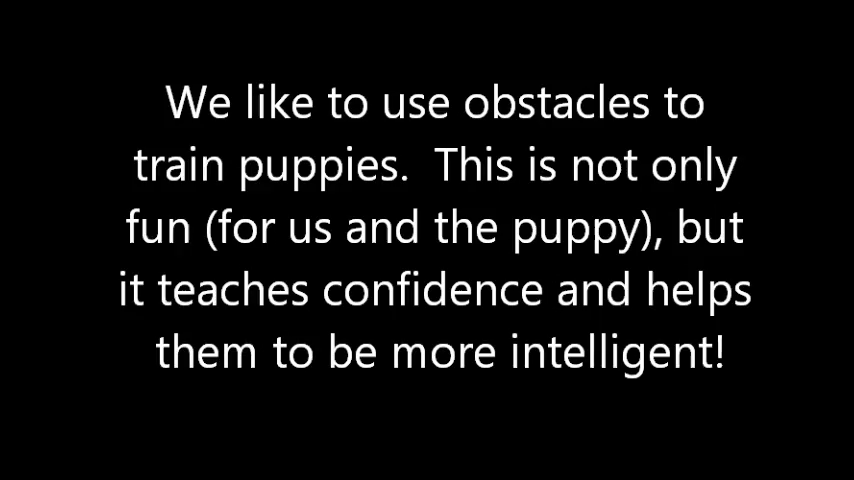 We like to use obstacles to
train puppies.  This is not only
fun (for us and the puppy), but
it teaches confidence and helps
them to be more intelligent!